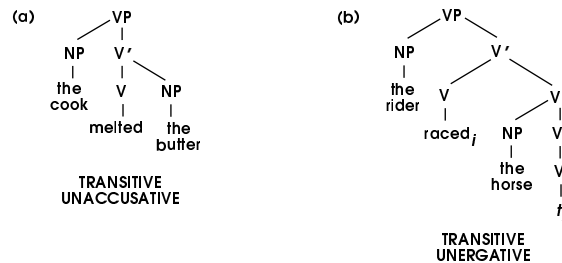 (a)
VP
NP V′
the cook
V NP
melted
the butter
TRANSITIVE
UNACCUSATIVE
(b)
VP
NP V′
the rider
V V
raced i
NP V
the horse
V
t
TRANSITIVE
UNERGATIVE